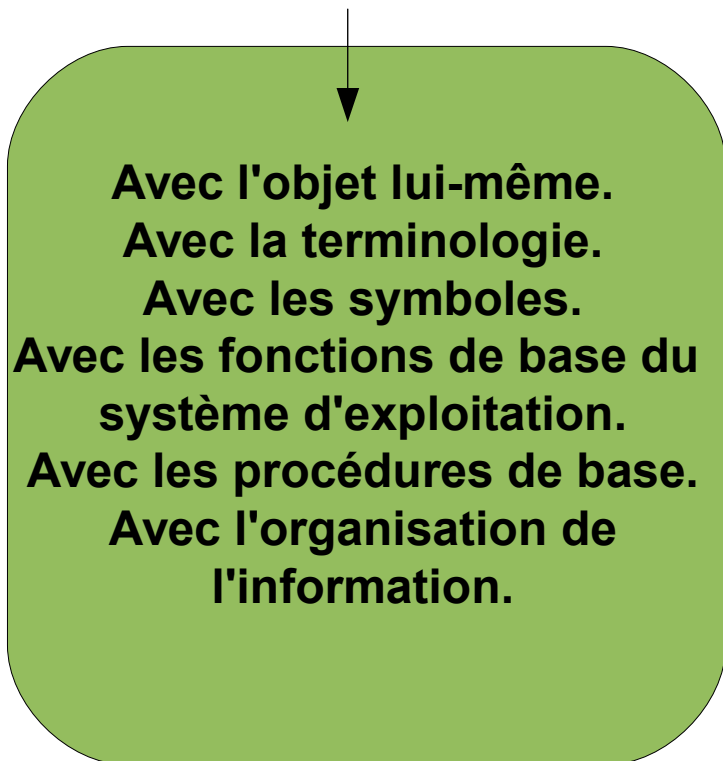 Avec l'objet lui-même.
Avec la terminologie.
Avec les symboles.
Avec les fonctions de base du
système d'exploitation.
Avec les procédures de base.
Avec l'organisation de
l'information.